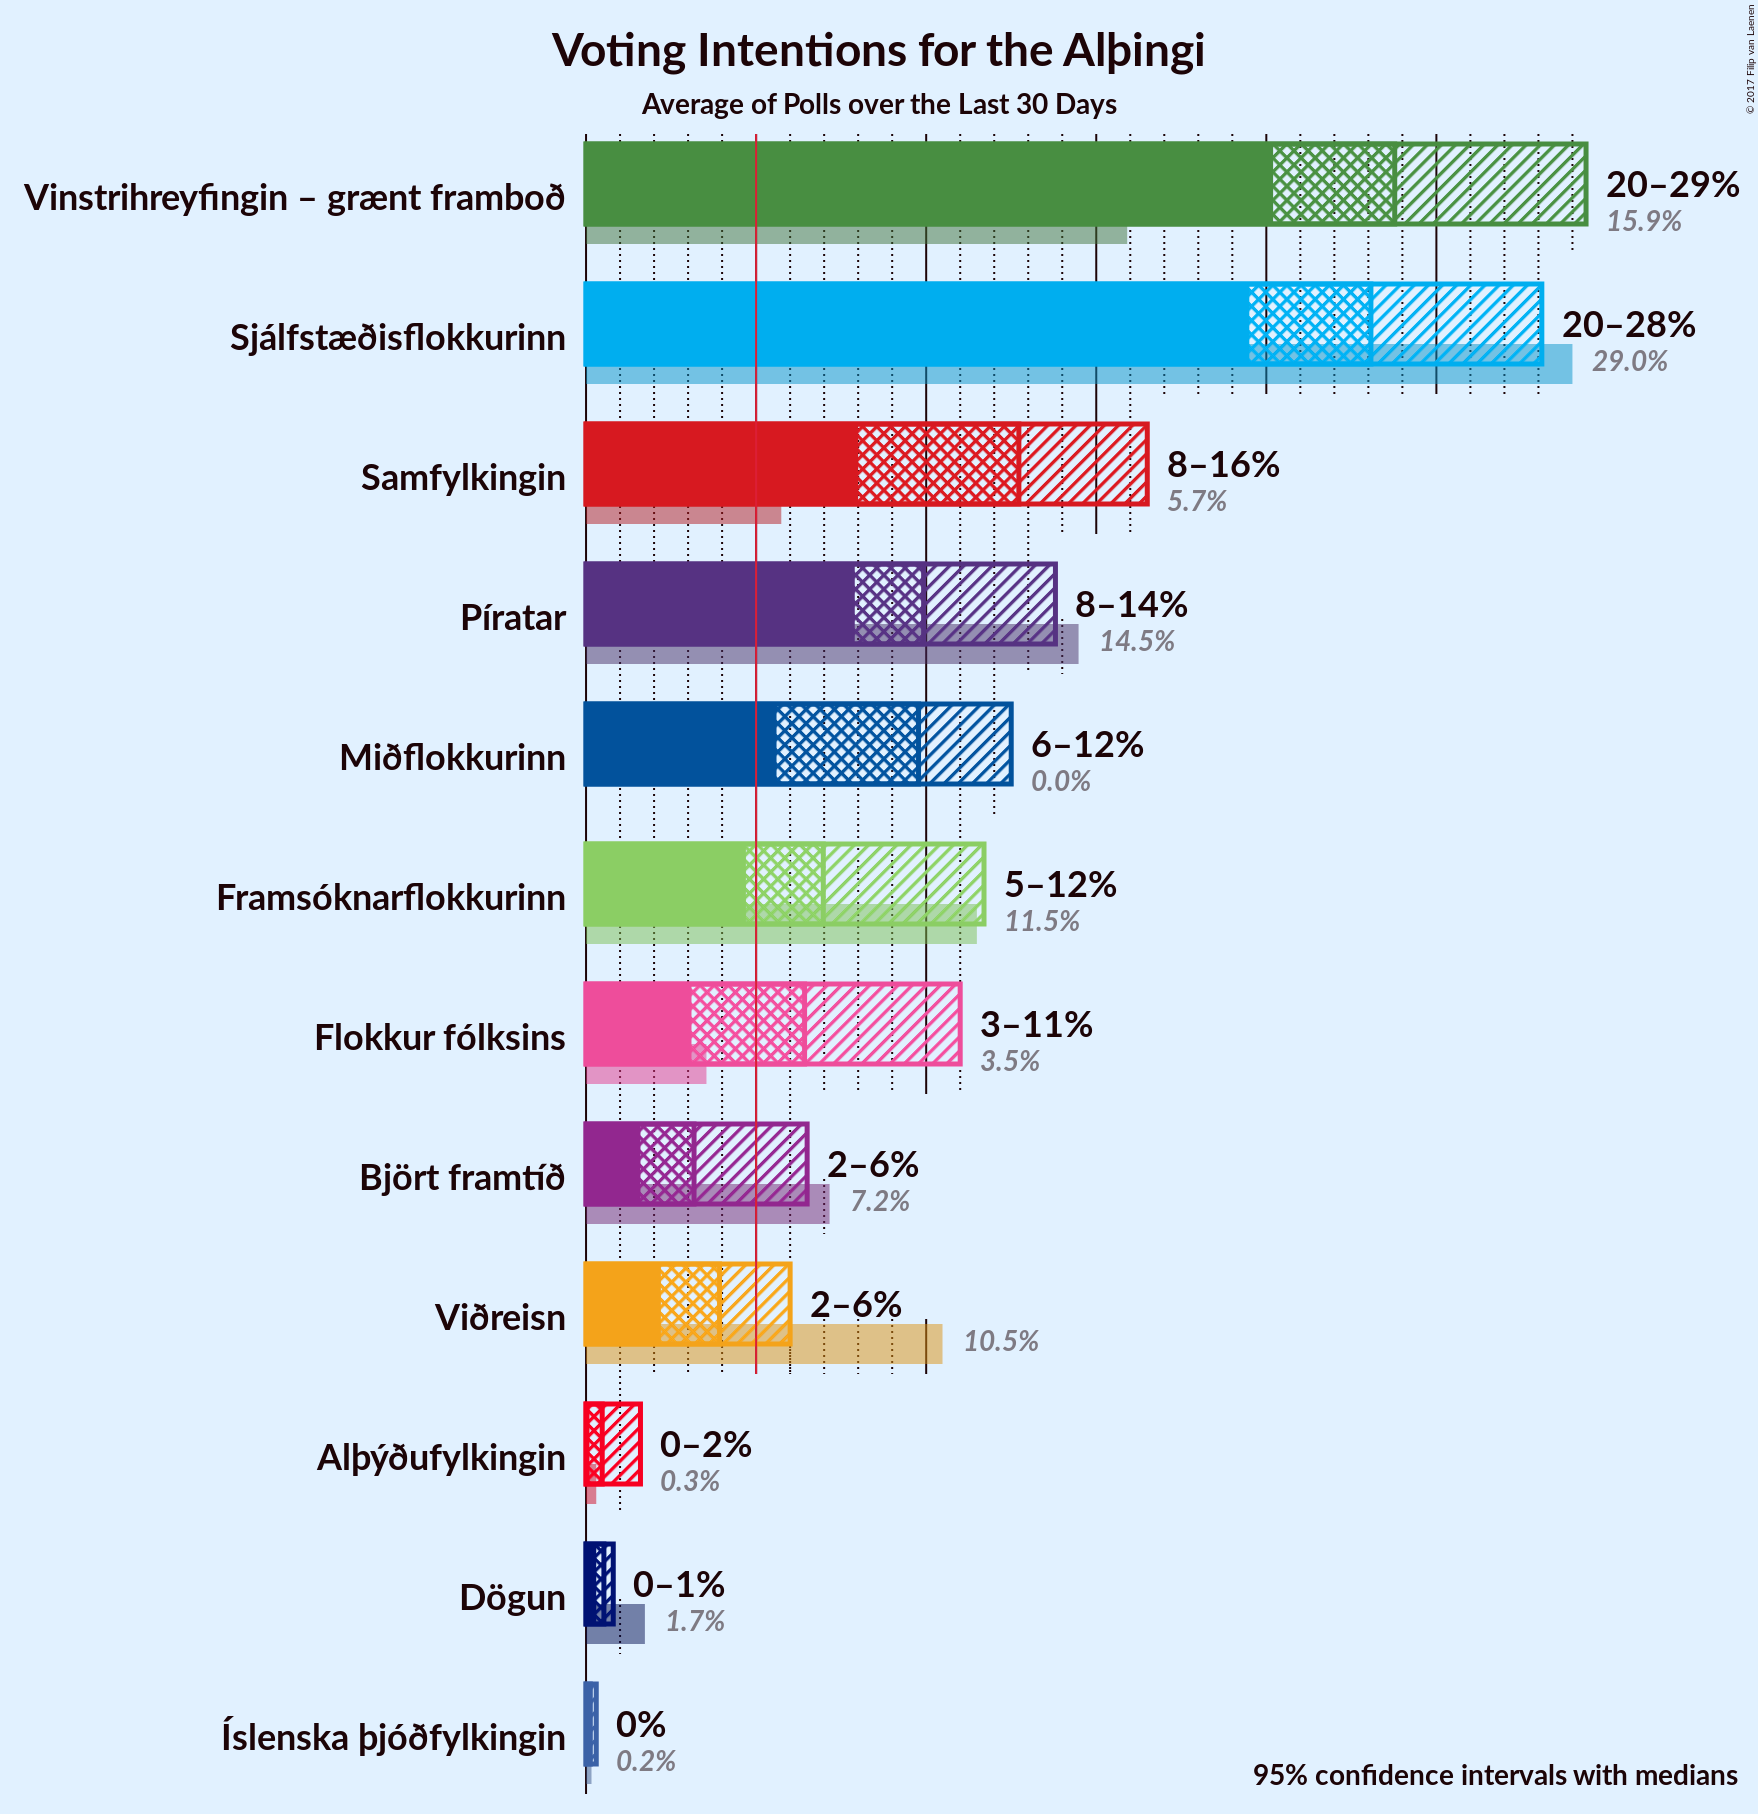 Voting Intentions for the Alþingi
Average of Polls over the Last 30 Days
© 2017 Filip van Laenen
Vinstrihreyfingin – grænt framboð
20–29%
15.9%
Sjálfstæðisflokkurinn
20–28%
29.0%
Samfylkingin
8–16%
5.7%
Píratar
8–14%
14.5%
Miðflokkurinn
6–12%
0.0%
Framsóknarflokkurinn
5–12%
11.5%
Flokkur fólksins
3–11%
3.5%
Björt framtíð
2–6%
7.2%
Viðreisn
2–6%
10.5%
Alþýðufylkingin
0–2%
0.3%
Dögun
0–1%
1.7%
Íslenska þjóðfylkingin
0%
0.2%
95% confidence intervals with medians